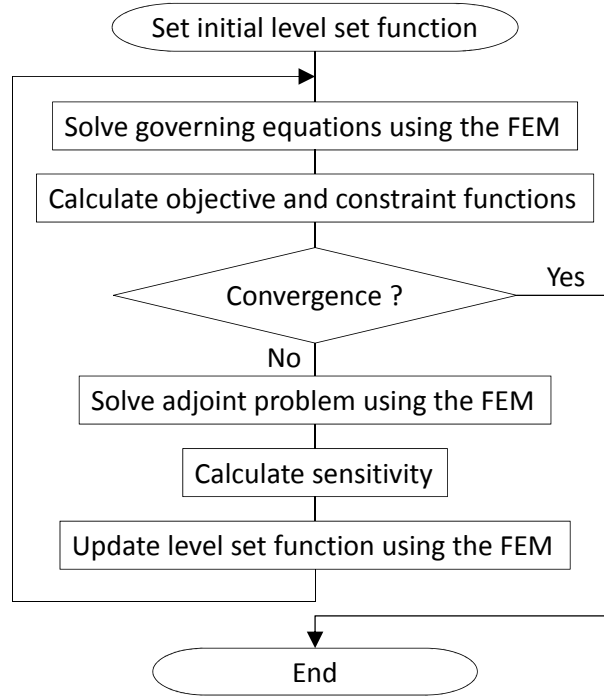 Set initial level set function
Solve governing equations using the FEM
Calculate objective and constraint functions
Convergence ?
Yes
No
Solve adjoint problem using the FEM
Calculate sensitivity
Update level set function using the FEM
End